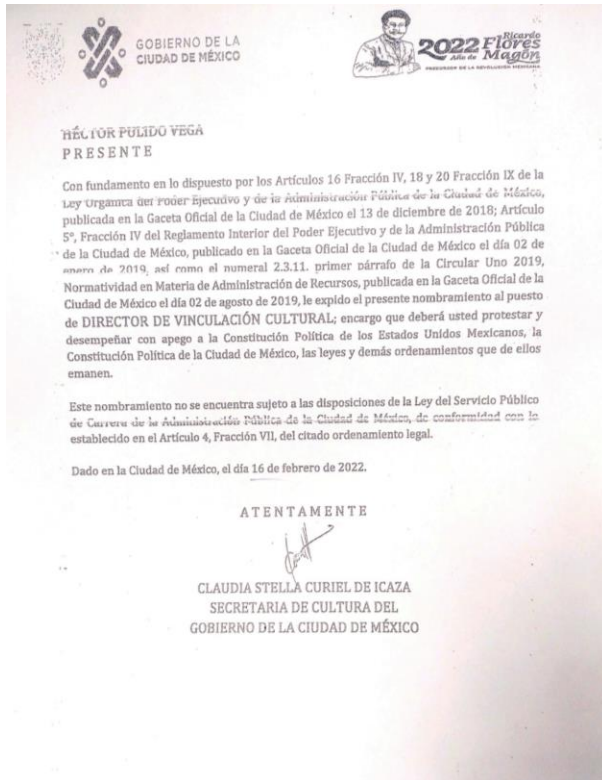 GOBIERNO DE LA
CIUDAD DE MÉXICO
2022 Ricardo
Flores
Año de Magón
PRECURSOR DE LA REVOLUCIÓN MEXICANA
HÉCTOR PULIDO VEGA
PRESENTE
Con fundamento en lo dispuesto por los Artículos 16 Fracción IV, 18 y 20 Fracción IX de la
Ley Orgánica del Poder Ejecutivo y de la Administración Pública de la Ciudad de México,
publicada en la Gaceta Oficial de la Ciudad de México el 13 de diciembre de 2018; Artículo
5°, Fracción IV del Reglamento Interior del Poder Ejecutivo y de la Administración Pública
de la Ciudad de México, publicado en la Gaceta Oficial de la Ciudad de México el día 02 de
enero de 2019, así como el numeral 2.3.11. primer párrafo de la Circular Uno 2019,
Normatividad en Materia de Administración de Recursos, publicada en la Gaceta Oficial de la
Ciudad de México el día 02 de agosto de 2019, le expido el presente nombramiento al puesto
de DIRECTOR DE VINCULACIÓN CULTURAL; encargo que deberá usted protestar y
desempeñar con apego a la Constitución Política de los Estados Unidos Mexicanos, la
Constitución Política de la Ciudad de México, las leyes y demás ordenamientos que de ellos
emanen.
Este nombramiento no se encuentra sujeto a las disposiciones de la Ley del Servicio Público
de Carrera de la Administración Pública de la Ciudad de México, de conformidad con lo
establecido en el Artículo 4, Fracción VII, del citado ordenamiento legal.
Dado en la Ciudad de México, el día 16 de febrero de 2022.
ATENTAMENTE
CLAUDIA STELLA CURIEL DE ICAZA
SECRETARIA DE CULTURA DEL
GOBIERNO DE LA CIUDAD DE MÉXICO